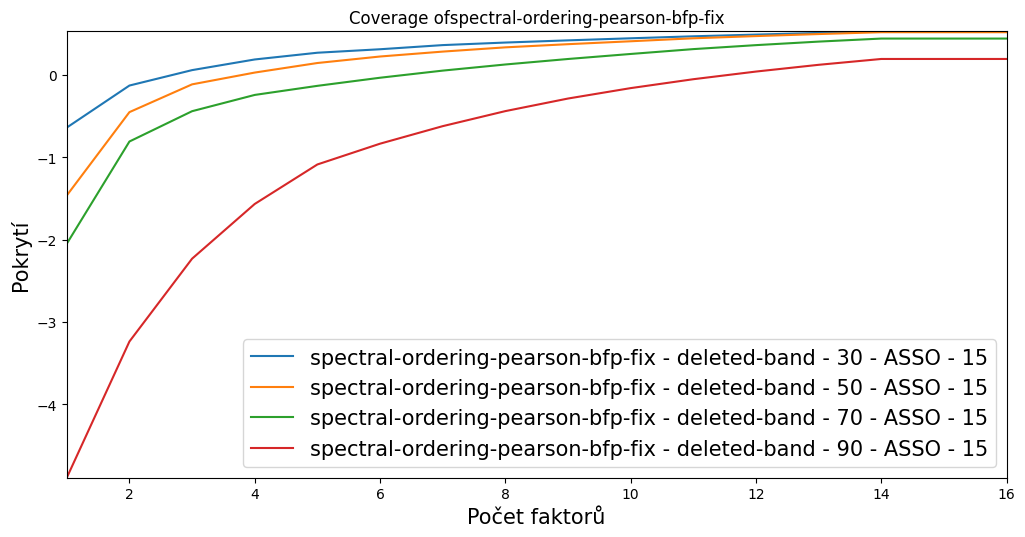 Coverage ofspectral-ordering-pearson-bfp-fix
Pokrytí
0
−1
−2
−3
−4
spectral-ordering-pearson-bfp-fix - deleted-band - 30 - ASSO - 15
spectral-ordering-pearson-bfp-fix - deleted-band - 50 - ASSO - 15
spectral-ordering-pearson-bfp-fix - deleted-band - 70 - ASSO - 15
spectral-ordering-pearson-bfp-fix - deleted-band - 90 - ASSO - 15
2 4 6 8 10 12 14 16
Počet faktorů